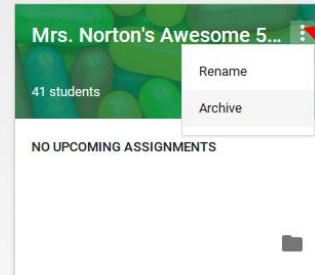 Mrs. Norton's Awesome 5...
41 students
Rename
Archive
NO UPCOMING ASSIGNMENTS